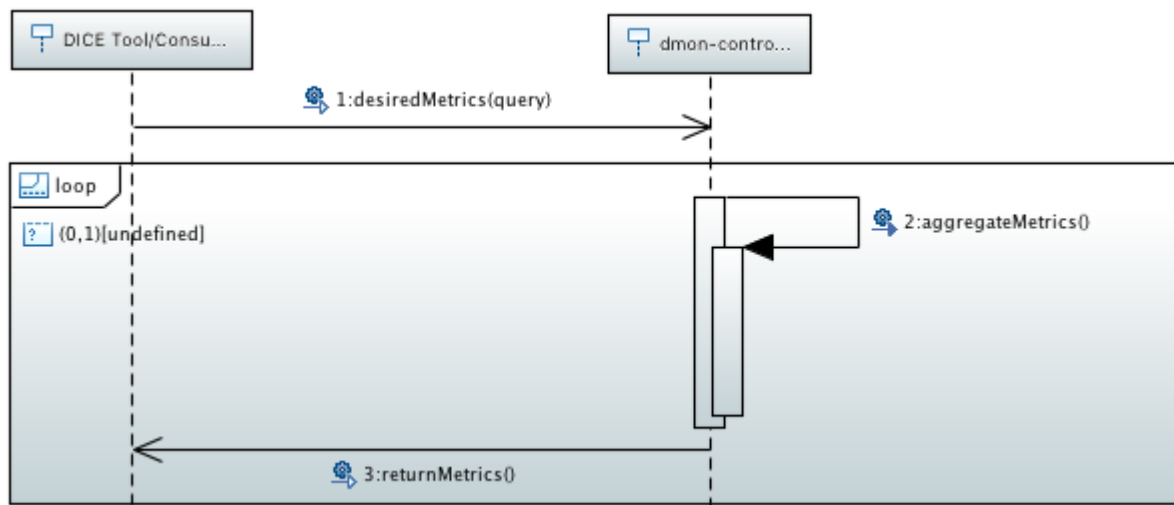 DICE Tool/Consu...
dmon-contro...
1:desiredMetrics(query)
loop
? (0,1)[undefined]
2:aggregateMetrics()
3:returnMetrics()